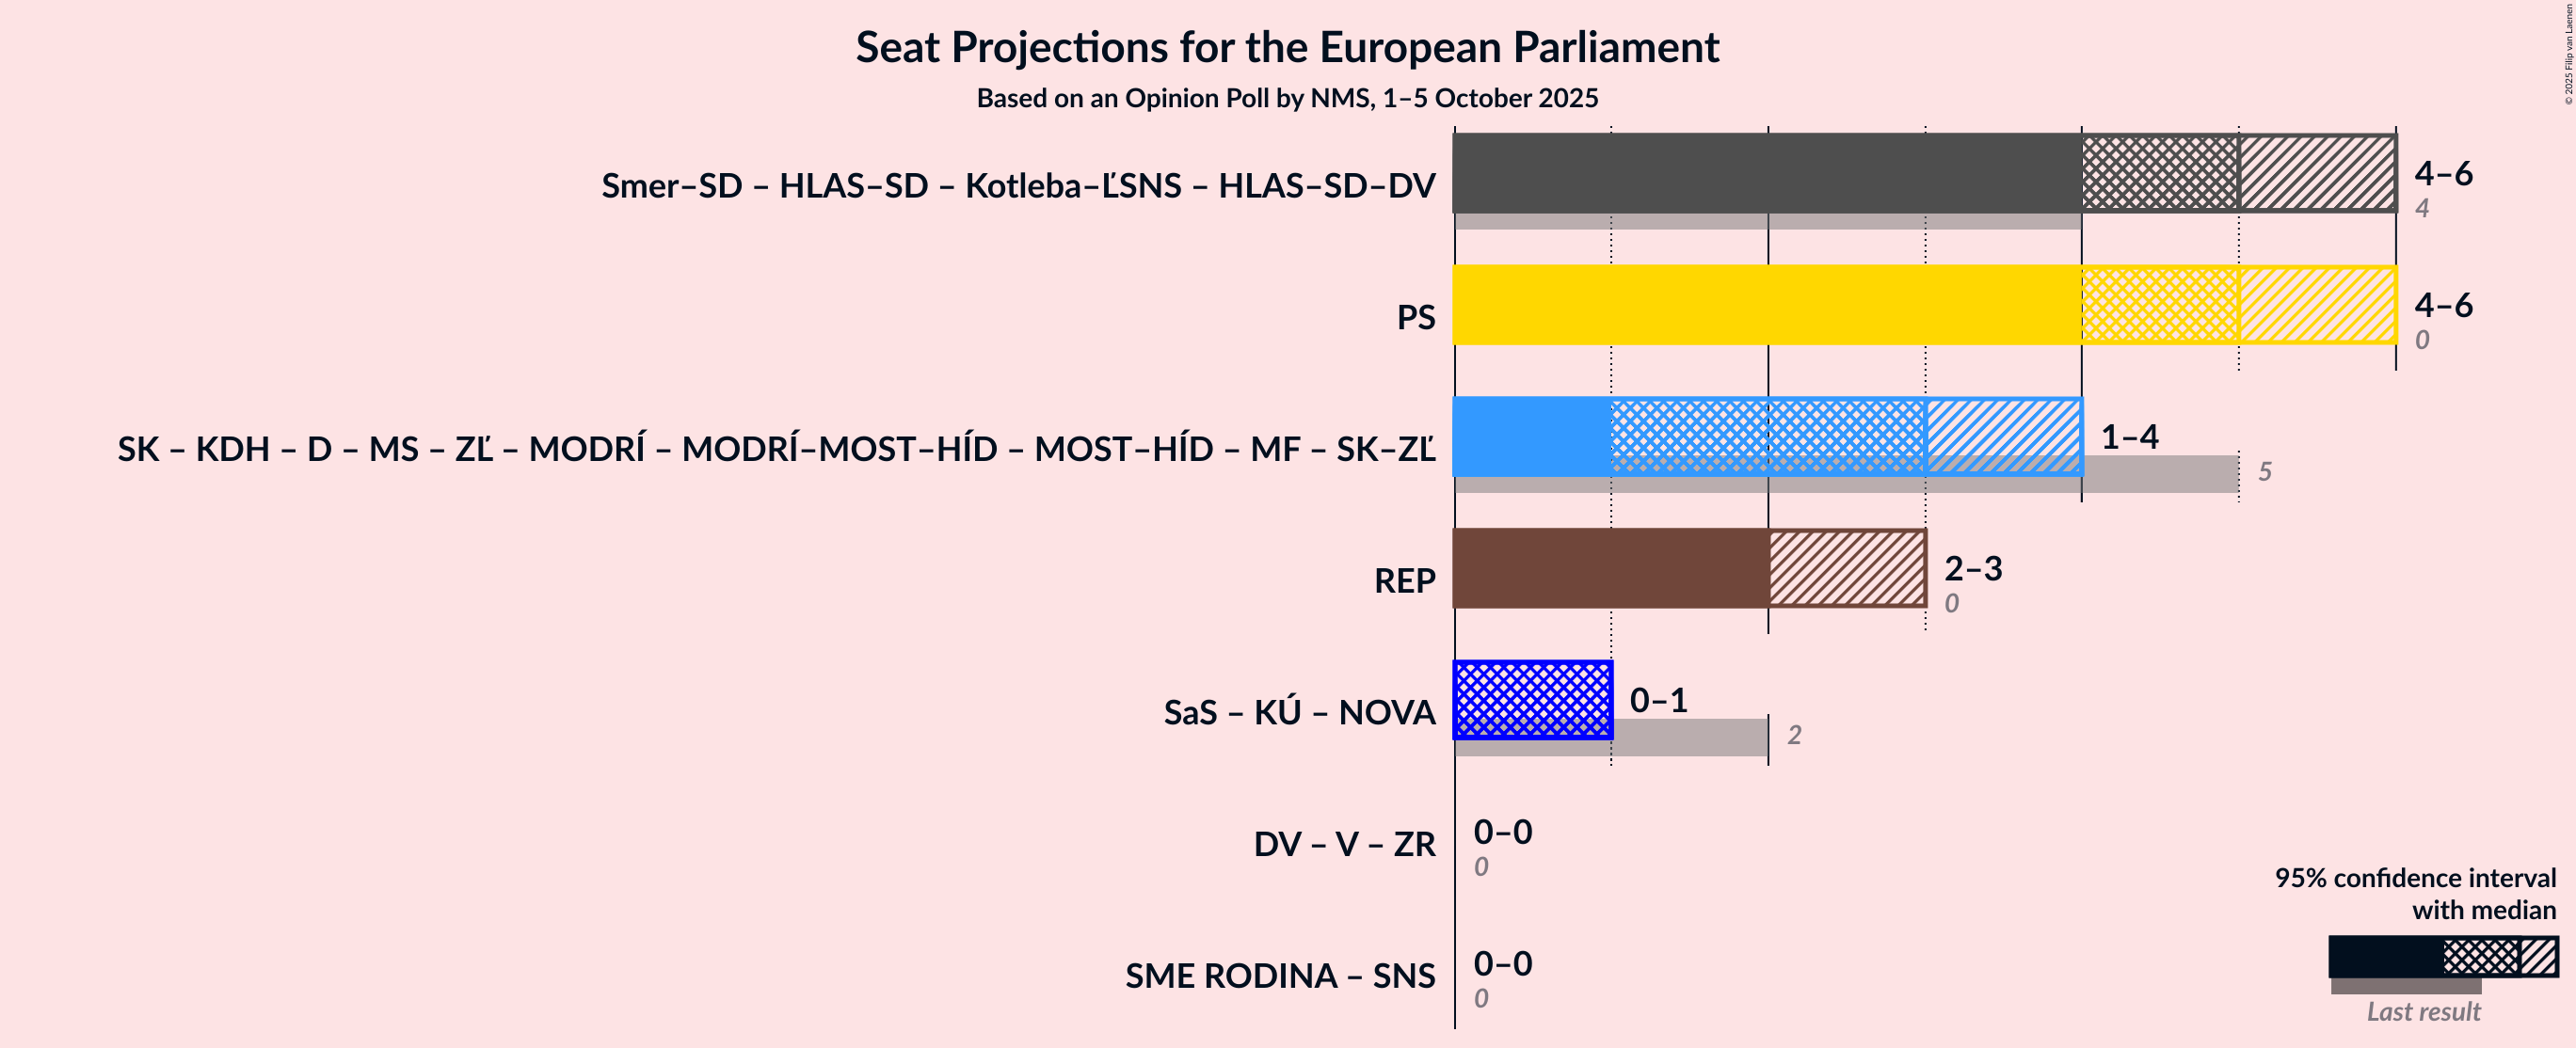 Seat Projections for the European Parliament
Based on an Opinion Poll by NMS, 1–5 October 2025
© 2025 Filip van Laenen
Smer–SD – HLAS–SD – Kotleba–ĽSNS – HLAS–SD–DV
4–6
4
PS
4–6
0
SK – KDH – D – MS – ZĽ – MODRÍ – MODRÍ–MOST–HÍD – MOST–HÍD – MF – SK–ZĽ
1–4
5
REP
2–3
0
SaS – KÚ – NOVA
0–1
2
DV – V – ZR
0–0
0
SME RODINA – SNS
0–0
0
95% confidence interval
with median
Last result